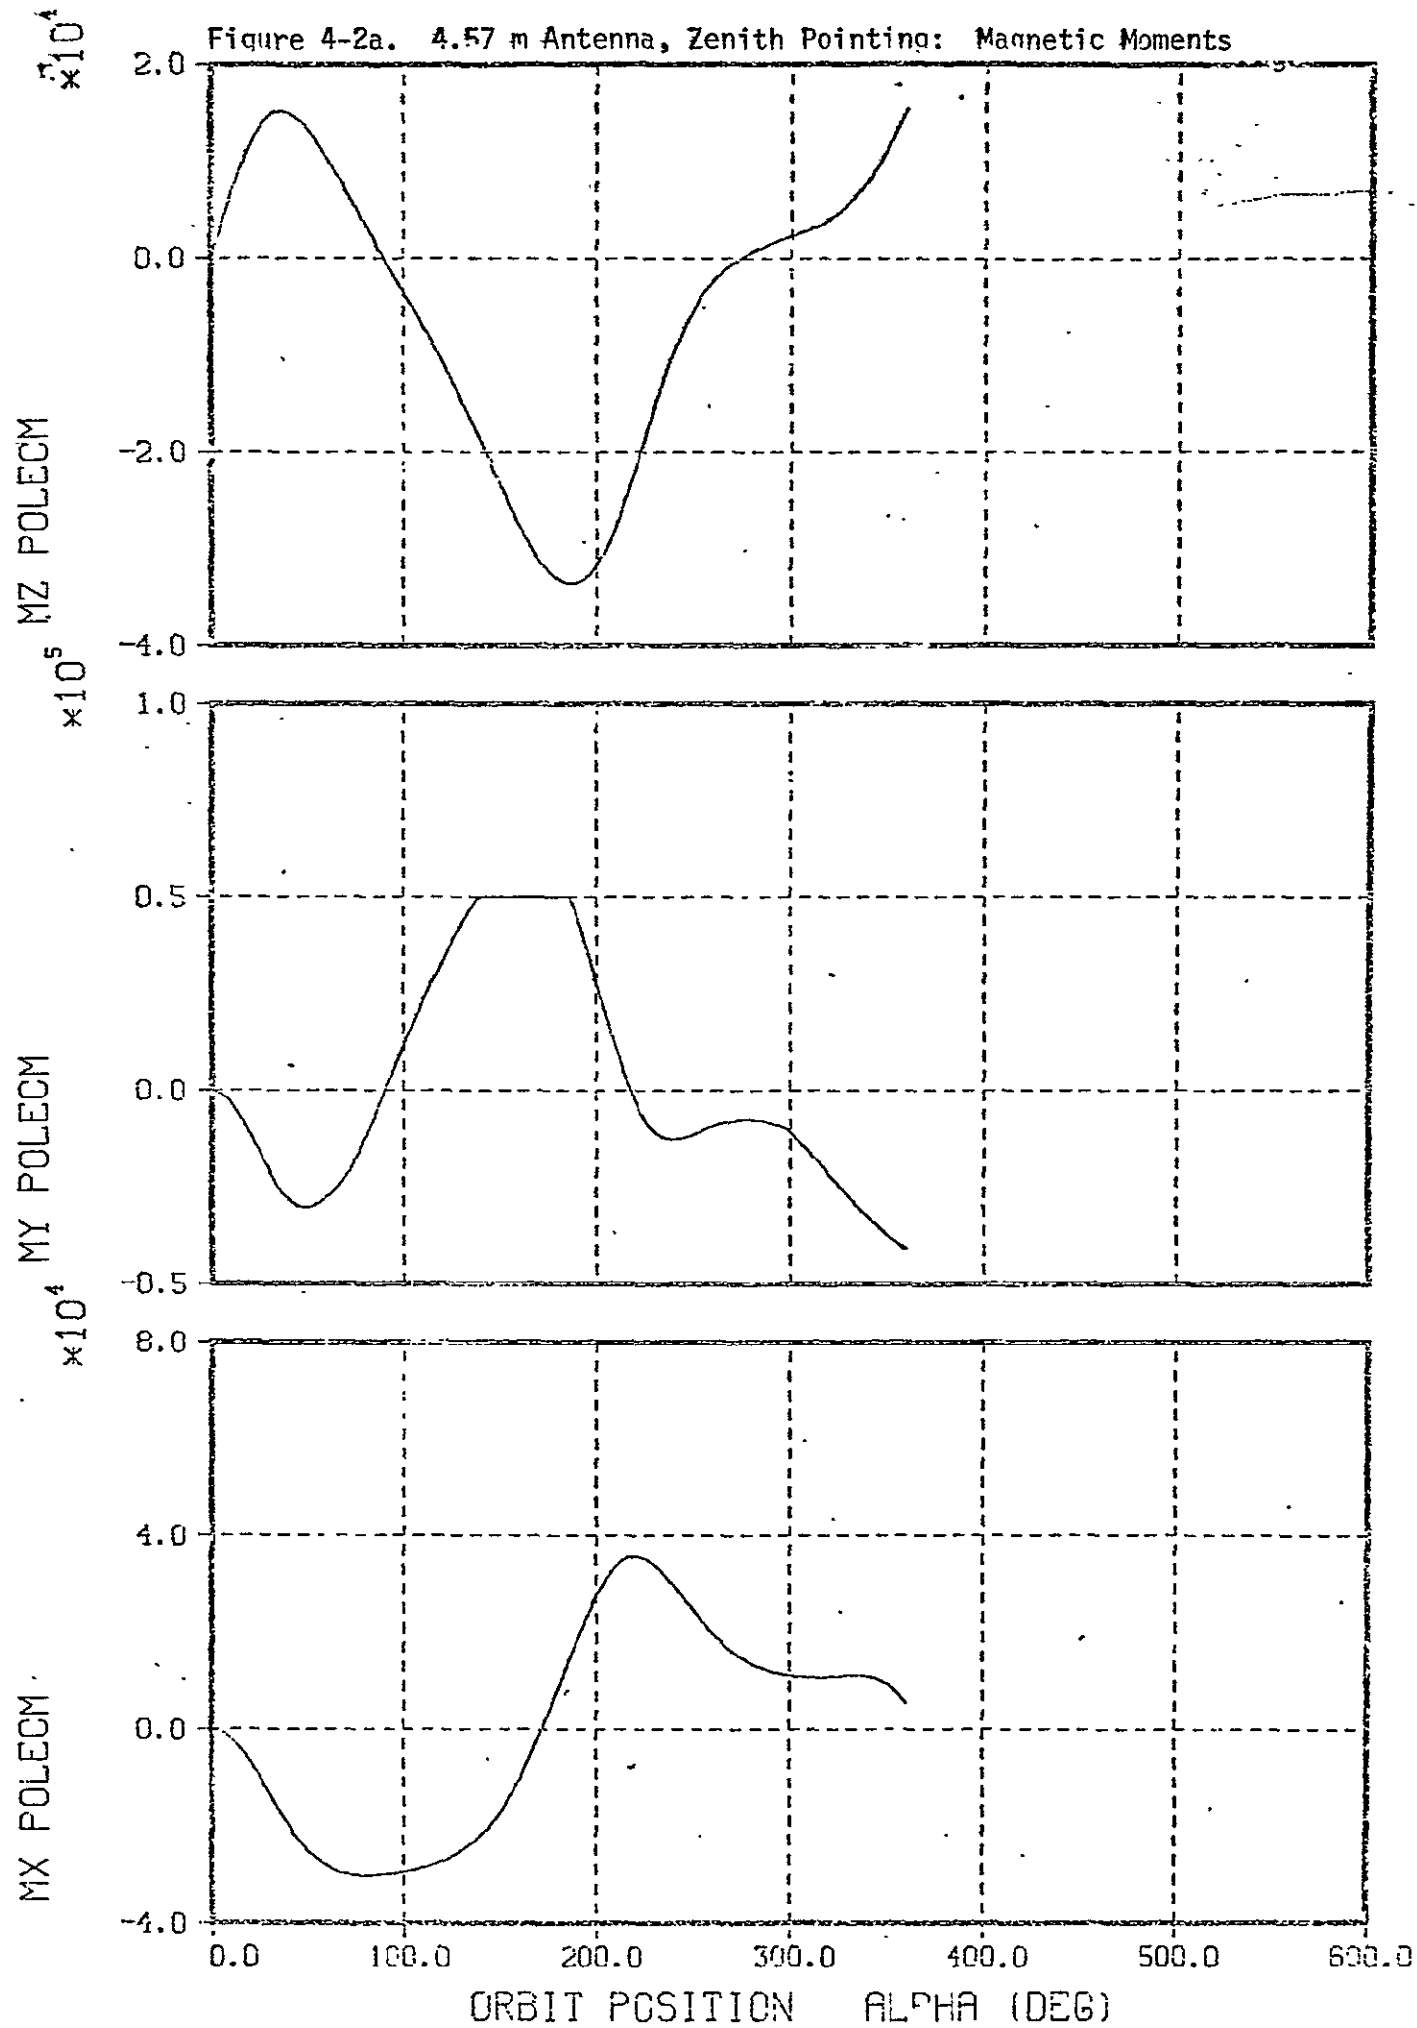 Figure 4-2a. 4.57 m Antenna, Zenith Pointing: Magnetic Moments
×10⁴
2.0
0.0
-2.0
-4.0
MZ POLECM
×10⁵
1.0
0.5
0.0
-0.5
MY POLECM
×10⁴
8.0
4.0
0.0
-4.0
MX POLECM
0.0 100.0 200.0 300.0 400.0 500.0 600.0
ORBIT POSITION ALPHA (DEG)